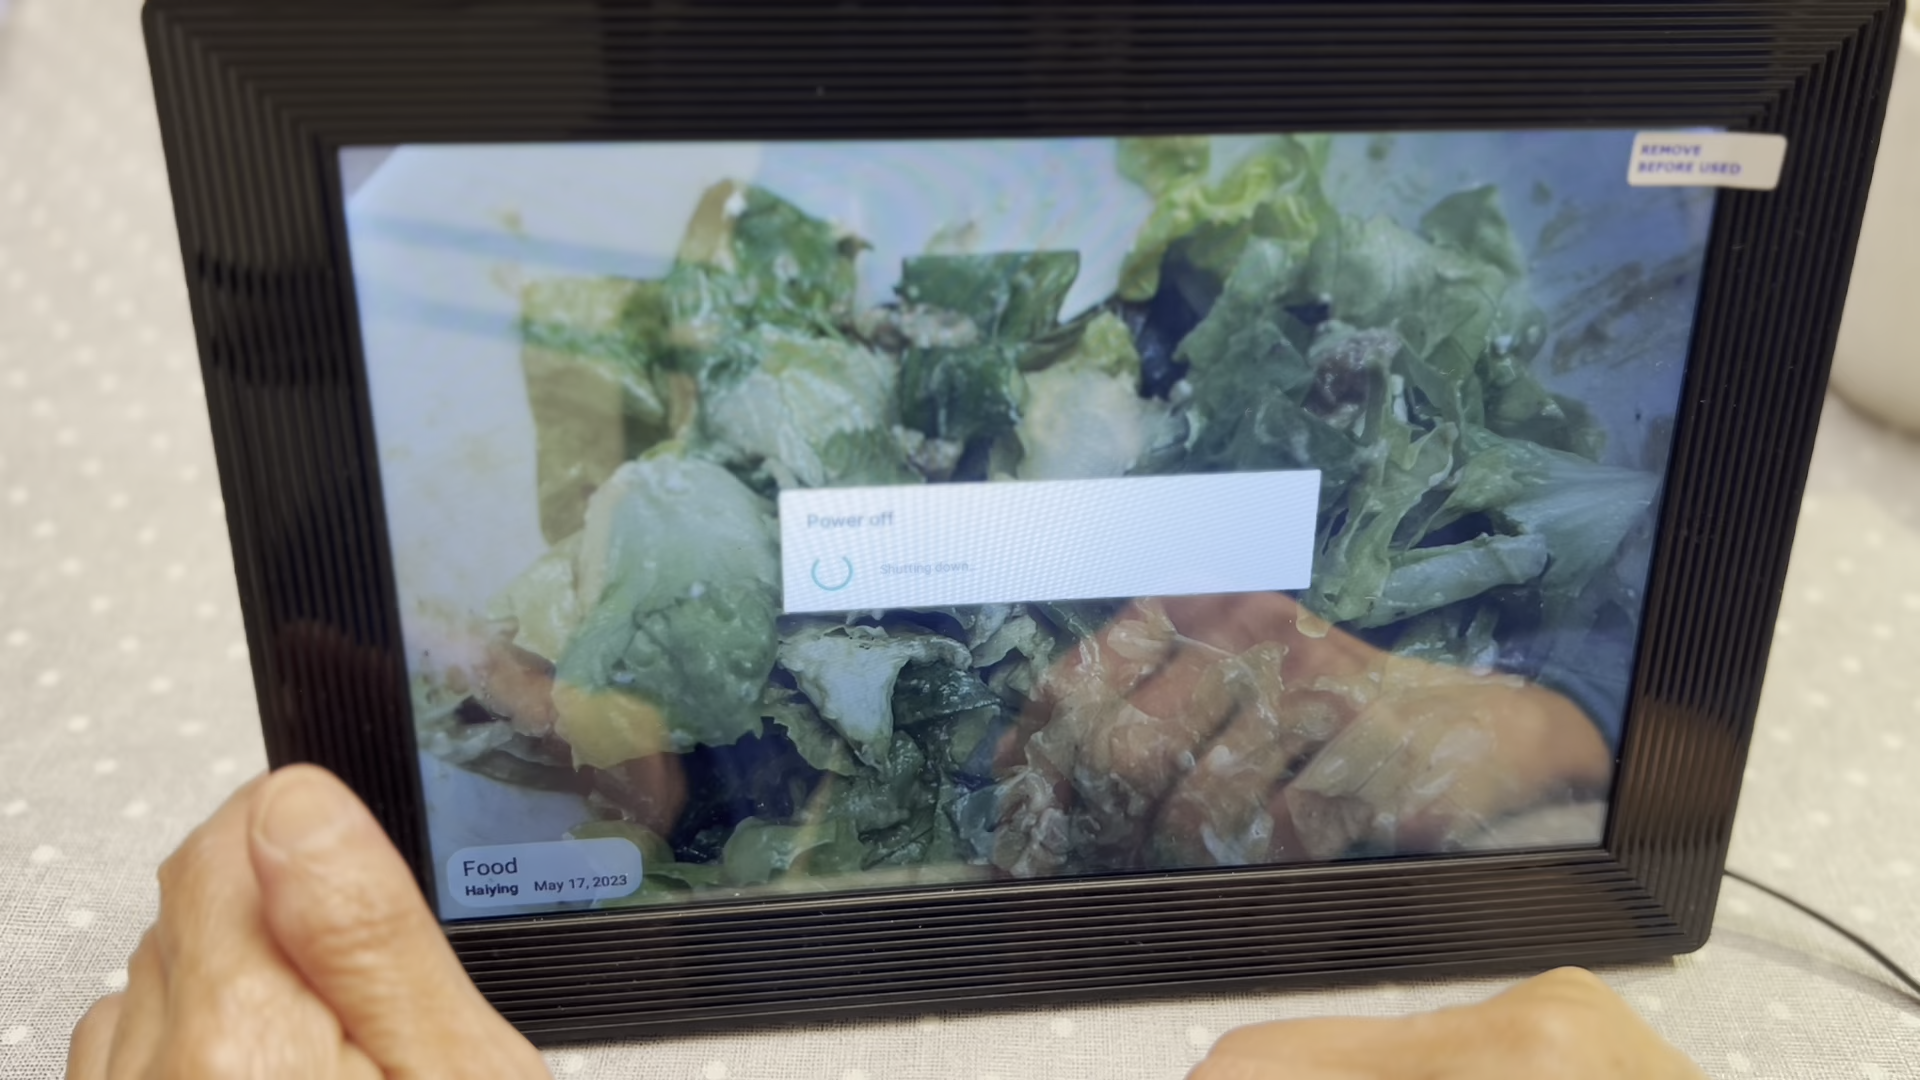 REMOVE
BEFORE USED
Power off
Shutting down...
Food
Haiying May 17, 2023